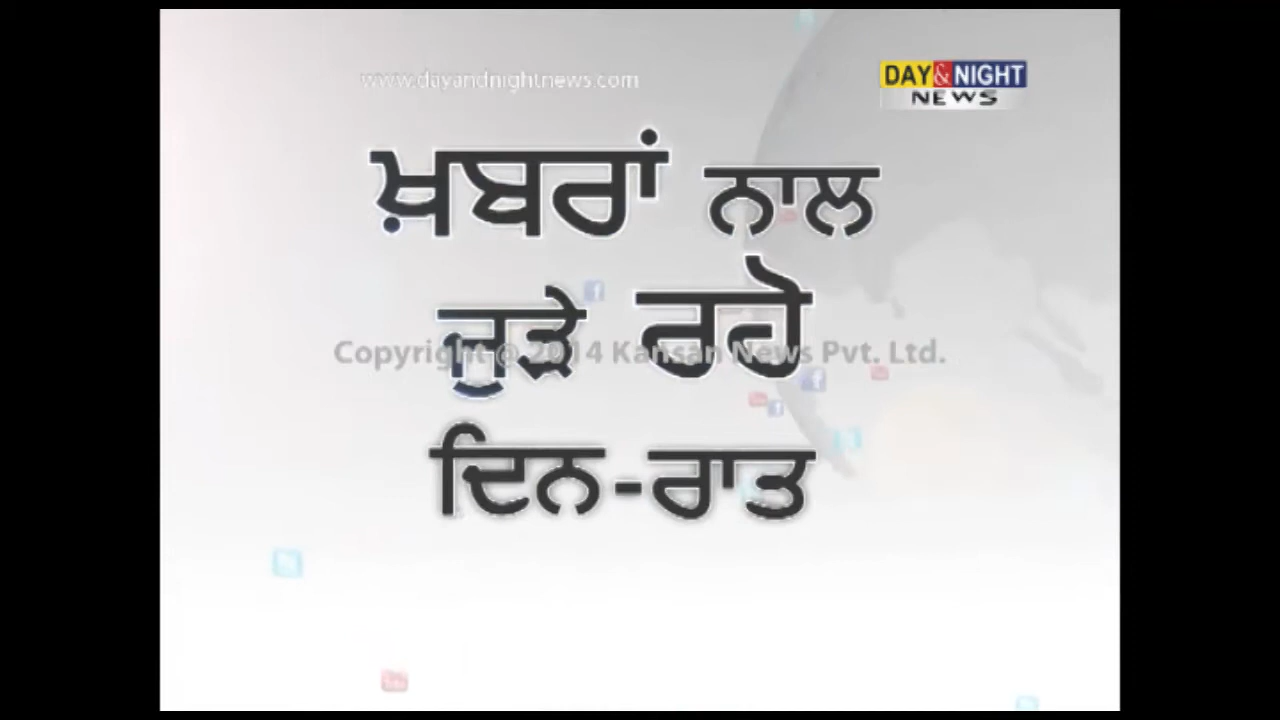 www.dayandnightnews.com
DAY&NIGHT
NEWS
ਖ਼ਬਰਾਂ ਨਾਲ
ਜੁੜੇ ਰਹੋ
Copyright @ 2014 Kansan News Pvt. Ltd.
ਦਿਨ-ਰਾਤ